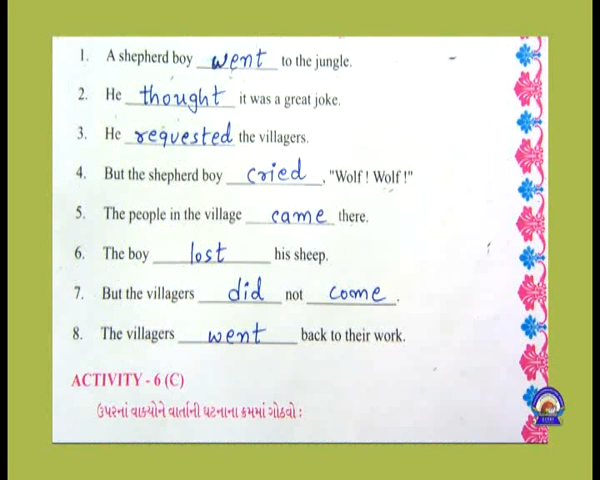 1. A shepherd boy went to the jungle.
2. He thought it was a great joke.
3. He requested the villagers.
4. But the shepherd boy cried, "Wolf ! Wolf !"
5. The people in the village came there.
6. The boy lost his sheep.
7. But the villagers did not come.
8. The villagers went back to their work.
ACTIVITY - 6 (C)
ઉપરનાં વાક્યોને વાર્તાની ઘટનાના ક્રમમાં ગોઠવો :